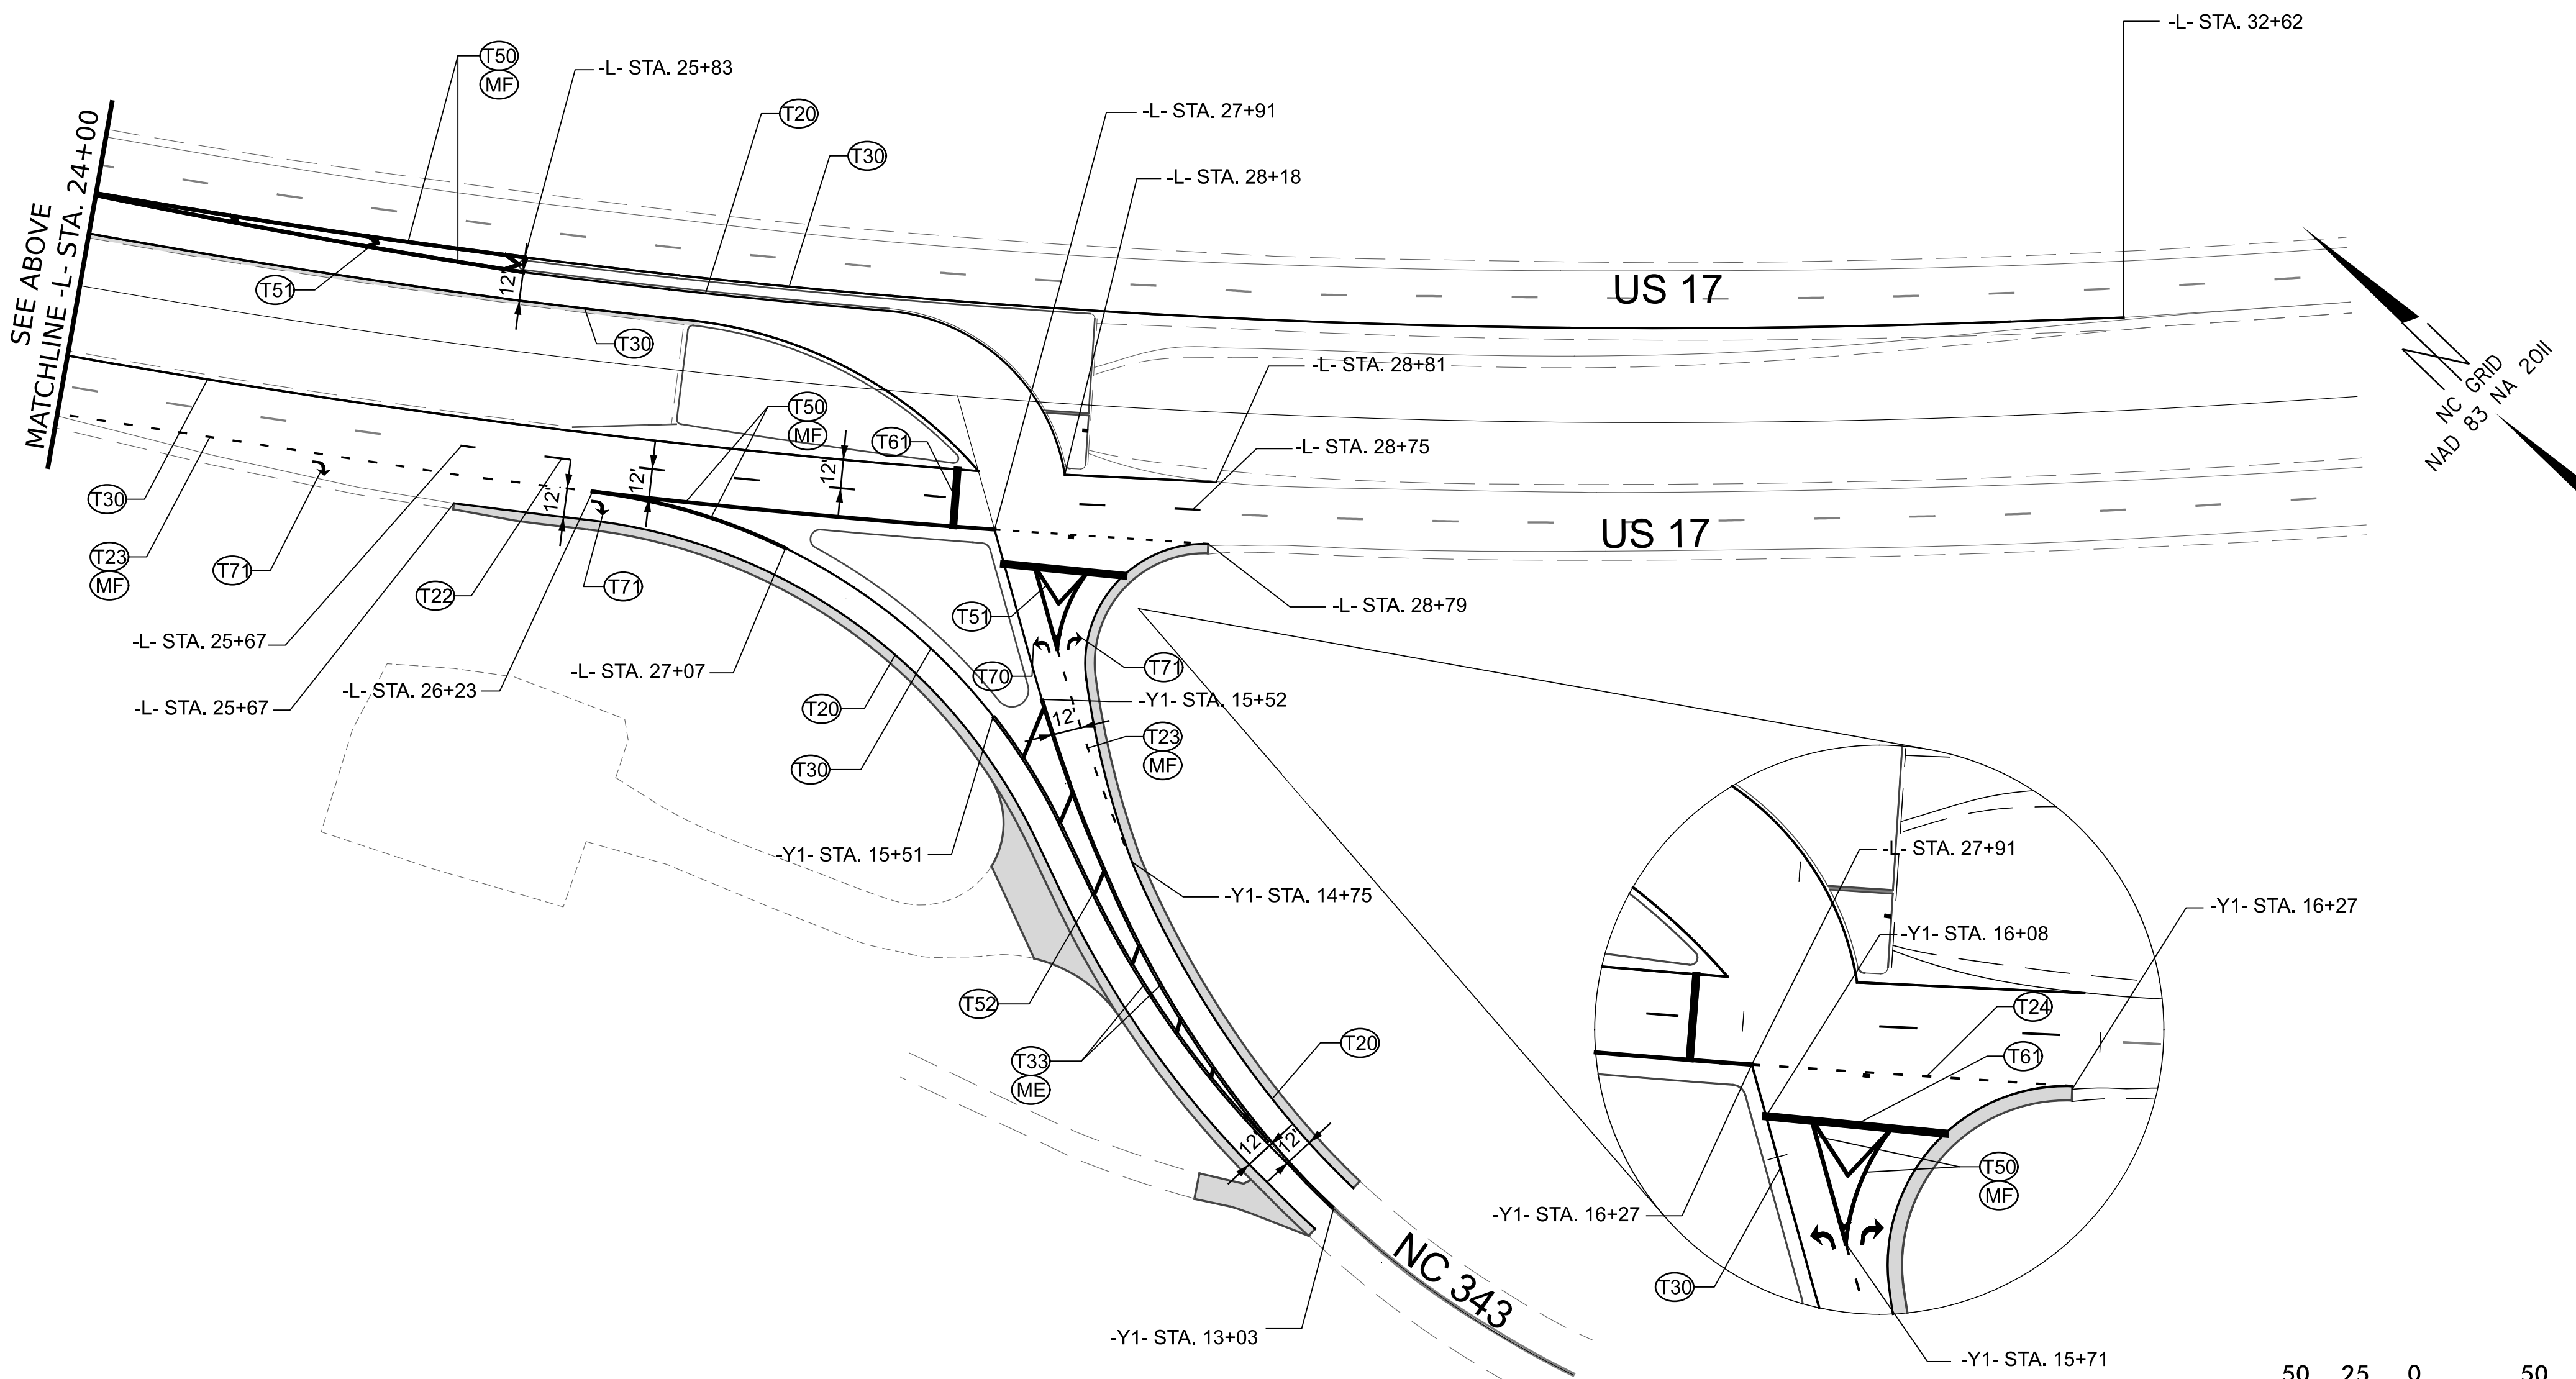 -L- STA. 32+62
T50
MF
-L- STA. 25+83
T20
-L- STA. 27+91
T30
-L- STA. 28+18
SEE ABOVE
MATCHLINE -L- STA. 24+00
T51
12'
US 17
T30
-L- STA. 28+81
NC GRID
NAD 83 NA 2011
T50
MF
T61
-L- STA. 28+75
12'
12'
12'
T30
US 17
T23
MF
T71
T22
T71
T51
-L- STA. 28+79
-L- STA. 25+67
-L- STA. 27+07
T70
T71
-L- STA. 26+23
-L- STA. 25+67
T20
-Y1- STA. 15+52
12'
T23
MF
T30
-Y1- STA. 15+51
-L- STA. 27+91
-Y1- STA. 14+75
-Y1- STA. 16+27
-Y1- STA. 16+08
T52
T24
T20
T61
T33
ME
12'
12'
T50
MF
-Y1- STA. 16+27
NC 343
T30
-Y1- STA. 13+03
-Y1- STA. 15+71
50 25 0 50